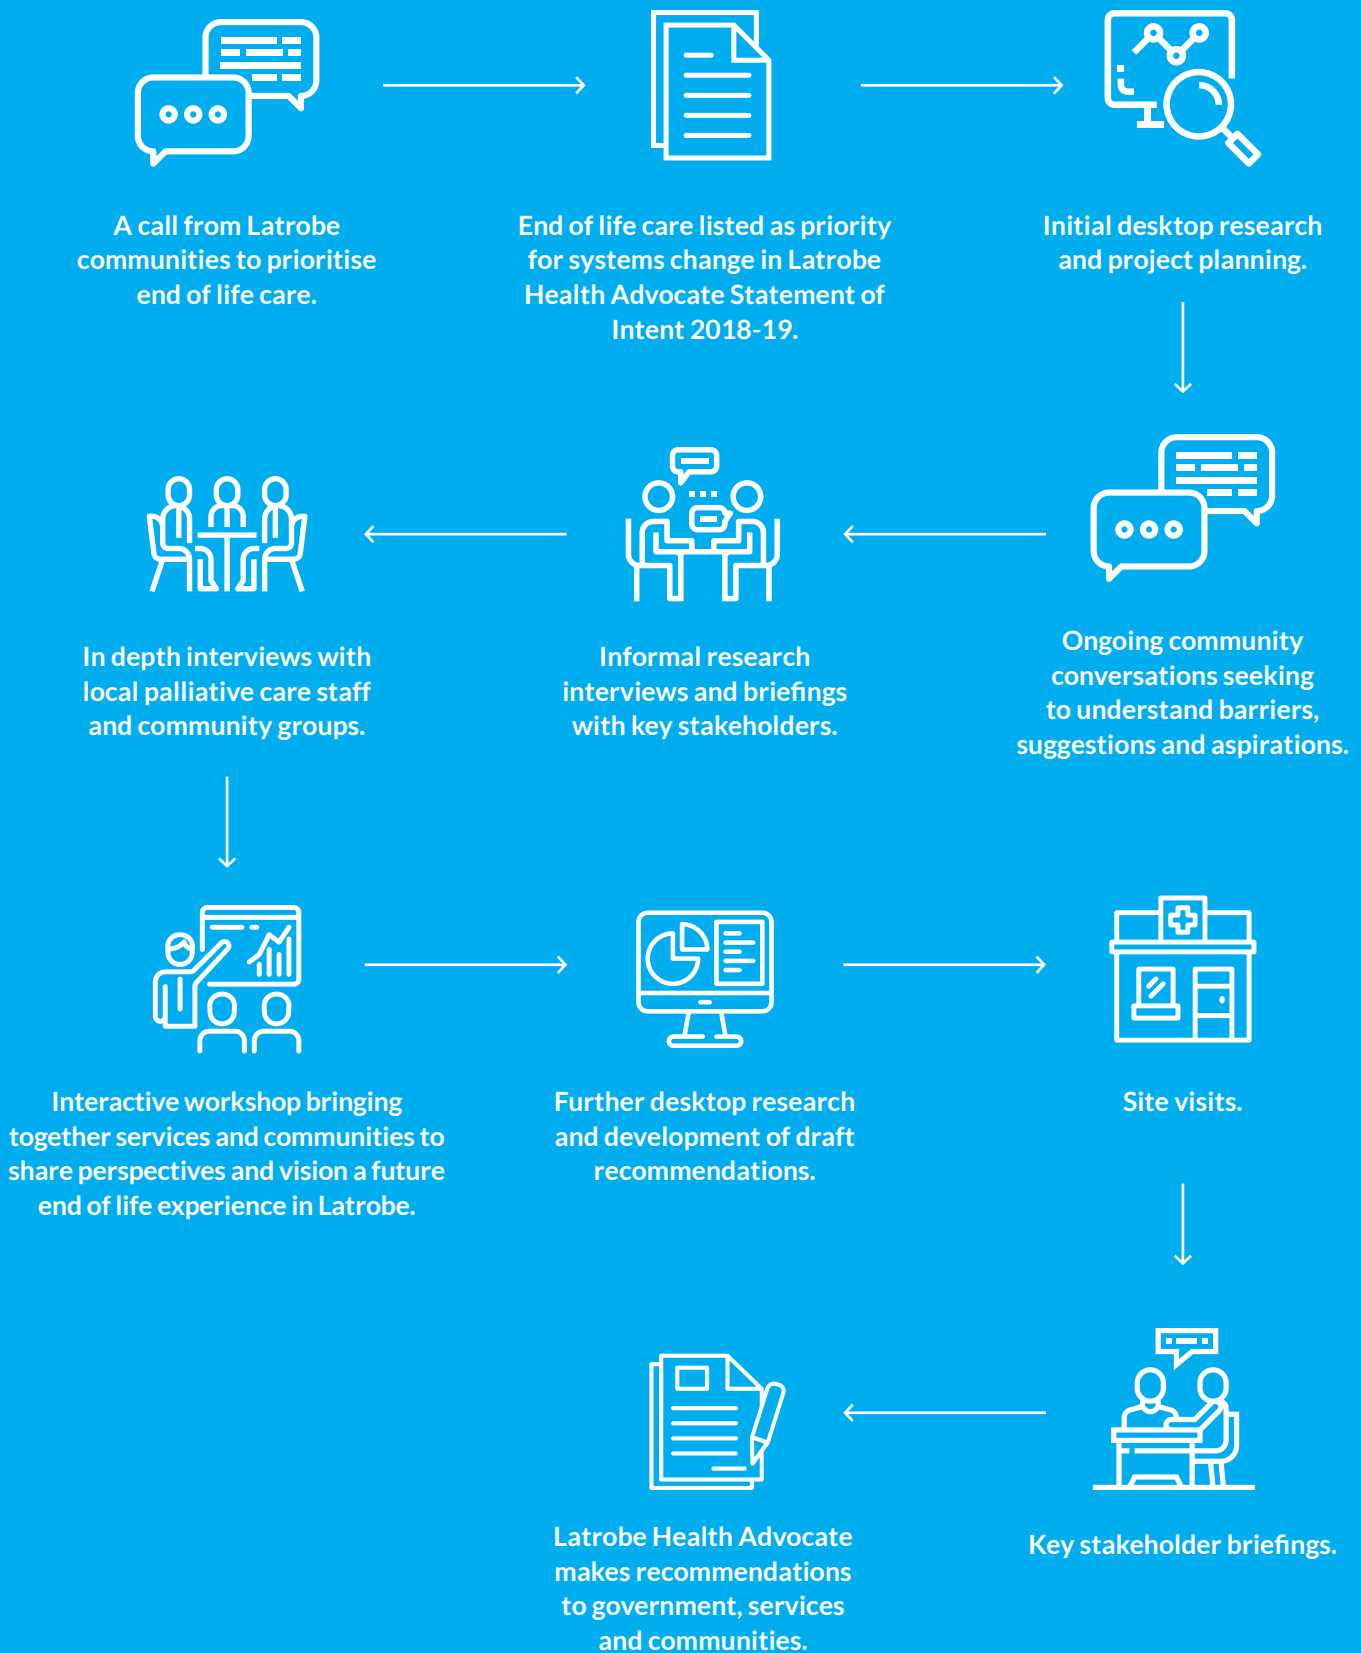 A call from Latrobe
communities to prioritise
end of life care.
End of life care listed as priority
for systems change in Latrobe
Health Advocate Statement of
Intent 2018-19.
Initial desktop research
and project planning.
Ongoing community
conversations seeking
to understand barriers,
suggestions and aspirations.
Informal research
interviews and briefings
with key stakeholders.
In depth interviews with
local palliative care staff
and community groups.
Interactive workshop bringing
together services and communities to
share perspectives and vision a future
end of life experience in Latrobe.
Further desktop research
and development of draft
recommendations.
Site visits.
Key stakeholder briefings.
Latrobe Health Advocate
makes recommendations
to government, services
and communities.